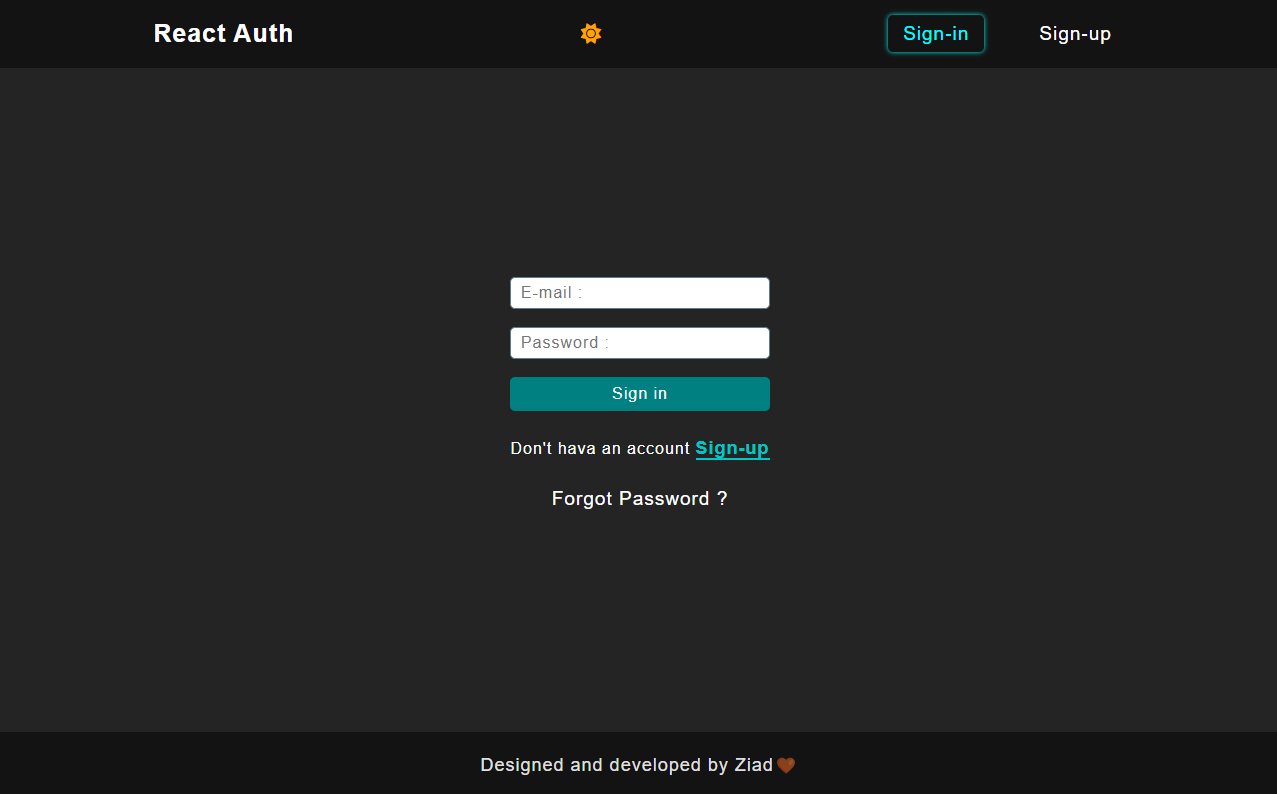 React Auth
Sign-in
Sign-up
E-mail :
Password :
Sign in
Don't hava an account Sign-up
Forgot Password ?
Designed and developed by Ziad